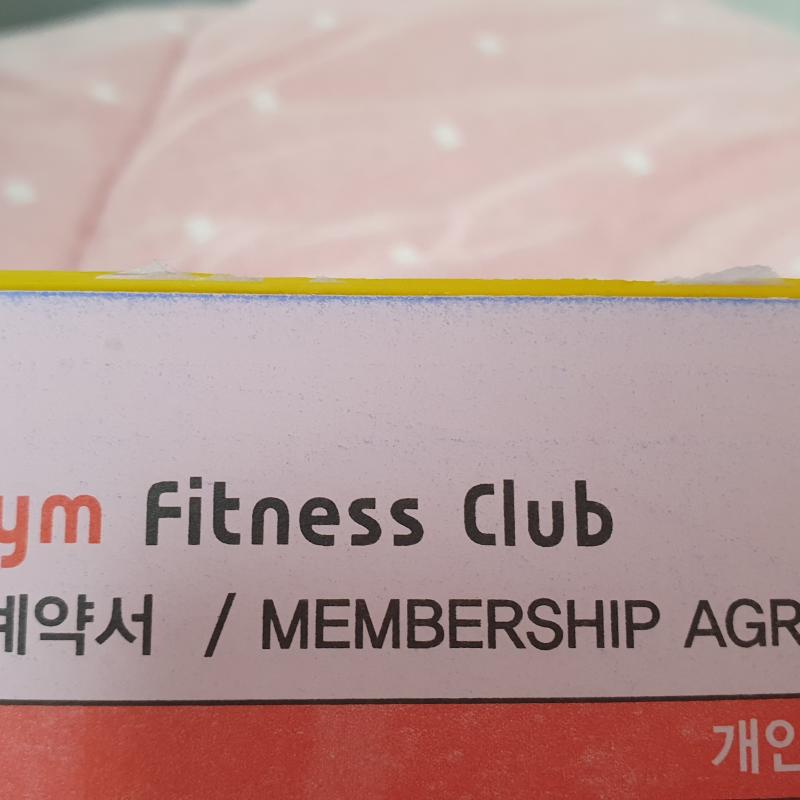 ym Fitness Club
계약서 / MEMBERSHIP AGR
개인